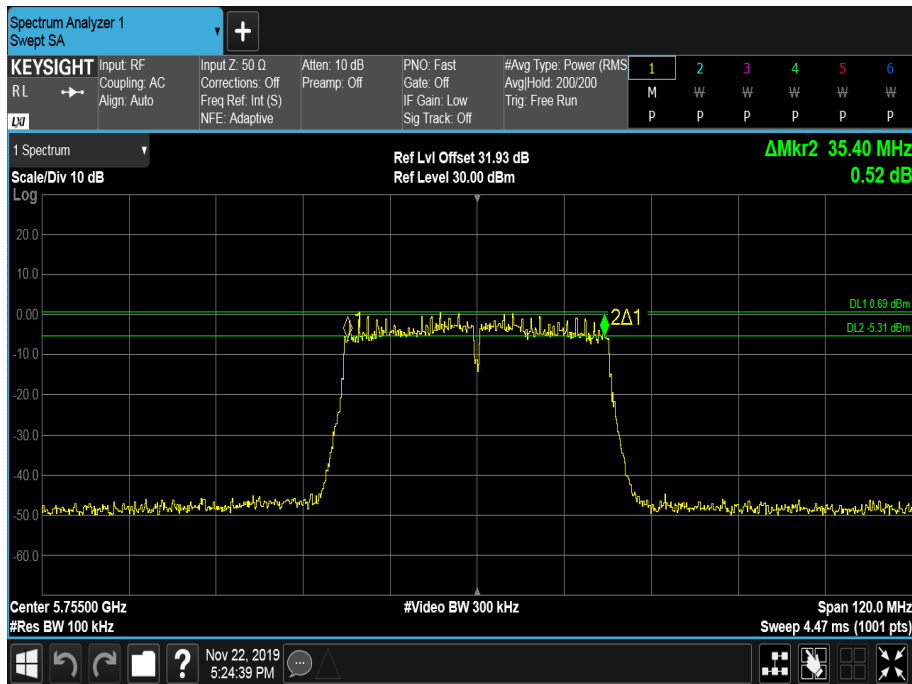 Spectrum Analyzer 1
Swept SA
+
KEYSIGHT
RL
LXI
Input: RF
Coupling: AC
Align: Auto
Input Z: 50 Ω
Corrections: Off
Freq Ref: Int (S)
NFE: Adaptive
Atten: 10 dB
Preamp: Off
PNO: Fast
Gate: Off
IF Gain: Low
Sig Track: Off
#Avg Type: Power (RMS
Avg|Hold: 200/200
Trig: Free Run
1 2 3 4 5 6
M W W W W W
P P P P P P
1 Spectrum
Scale/Div 10 dB
Log
Ref Lvl Offset 31.93 dB
Ref Level 30.00 dBm
ΔMkr2 35.40 MHz
0.52 dB
20.0
10.0
0.00
-10.0
-20.0
-30.0
-40.0
-50.0
-60.0
1
2Δ1
DL1 0.69 dBm
DL2 -5.31 dBm
Center 5.75500 GHz
#Res BW 100 kHz
#Video BW 300 kHz
Span 120.0 MHz
Sweep 4.47 ms (1001 pts)
?
Nov 22, 2019
5:24:39 PM